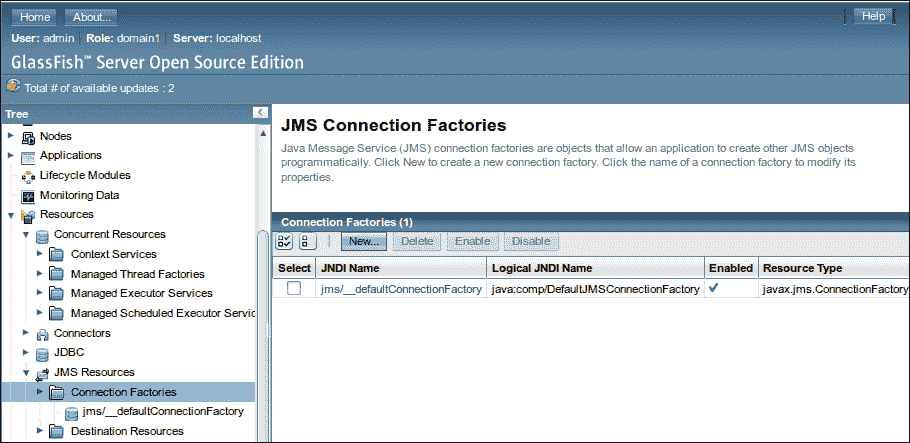 Home About... Help
User: admin Role: domain1 Server: localhost
GlassFish™ Server Open Source Edition
Total # of available updates : 2
Tree
Nodes
Applications
Lifecycle Modules
Monitoring Data
Resources
Concurrent Resources
Context Services
Managed Thread Factories
Managed Executor Services
Managed Scheduled Executor Servic
Connectors
JDBC
JMS Resources
Connection Factories
jms/__defaultConnectionFactory
Destination Resources
JMS Connection Factories
Java Message Service (JMS) connection factories are objects that allow an application to create other JMS objects
programmatically. Click New to create a new connection factory. Click the name of a connection factory to modify its
properties.
Connection Factories (1)
New... Delete Enable Disable
Select JNDI Name Logical JNDI Name Enabled Resource Type
jms/__defaultConnectionFactory java:comp/DefaultJMSConnectionFactory javax.jms.ConnectionFactory